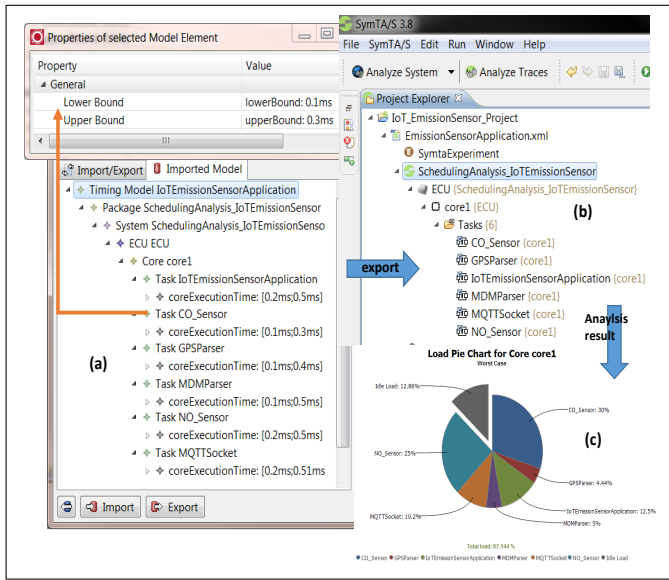 Properties of selected Model Element
Property Value
General
Lower Bound lowerBound: 0.1ms
Upper Bound upperBound: 0.3ms
Import/Export Imported Model
Timing Model IoTEmissionSensorApplication
Package SchedulingAnalysis_IoTEmissionSensor
System SchedulingAnalysis_IoTEmissionSenso
ECU ECU
Core core1
Task IoTEmissionSensorApplication
coreExecutionTime: [0.2ms;0.5ms]
Task CO_Sensor
coreExecutionTime: [0.1ms;0.3ms]
Task GPSParser
coreExecutionTime: [0.1ms;0.4ms]
Task MDMParser
coreExecutionTime: [0.1ms;0.5ms]
Task NO_Sensor
coreExecutionTime: [0.2ms;0.5ms]
Task MQTTSocket
coreExecutionTime: [0.2ms;0.51ms
(a)
Import Export
export
SymTA/S 3.8
File SymTA/S Edit Run Window Help
Analyze System Analyze Traces
Project Explorer
IoT_EmissionSensor_Project
EmissionSensorApplication.xml
SymtaExperiment
SchedulingAnalysis_IoTEmissionSensor
ECU {SchedulingAnalysis_IoTEmissionSensor}
core1 {ECU}
(b)
Tasks [6]
CO_Sensor {core1}
GPSParser {core1}
IoTEmissionSensorApplication {core1}
MDMParser {core1}
MQTTSocket {core1}
NO_Sensor {core1}
Anaylsis
result
Load Pie Chart for Core core1
Worst Case
Idle Load: 12.86%
CO_Sensor: 30%
(c)
NO_Sensor: 25%
GPSParser: 4.44%
IoTEmissionSensorApplication: 12.5%
MQTTSocket: 10.2%
MDMParser: 5%
Total load: 87.144 %
CO_Sensor GPSParser IoTEmissionSensorApplication MDMParser MQTTSocket NO_Sensor Idle Load